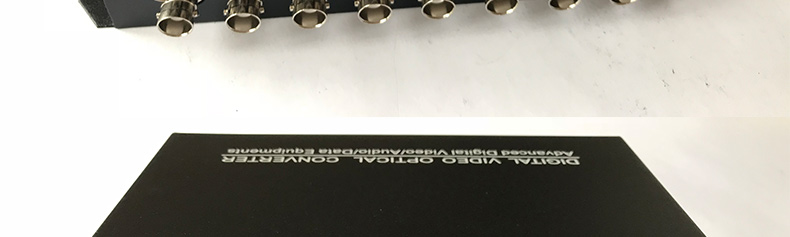 DIGITAL VIDEO OPTICAL CONVERTER
Advanced Digital Video/Audio/Data Equipments